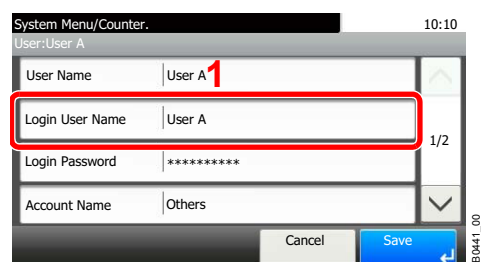 System Menu/Counter. 10:10
User:User A
User Name User A 1
Login User Name User A
1/2
Login Password **********
Account Name Others
Cancel Save
B0441_00